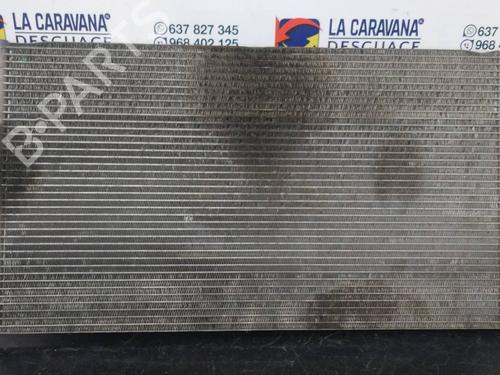 LA CARAVANA
DESGUACE
637 827 345
968 402 125
LA CARAVANA
DESGUACE
637
968
B-PARTS